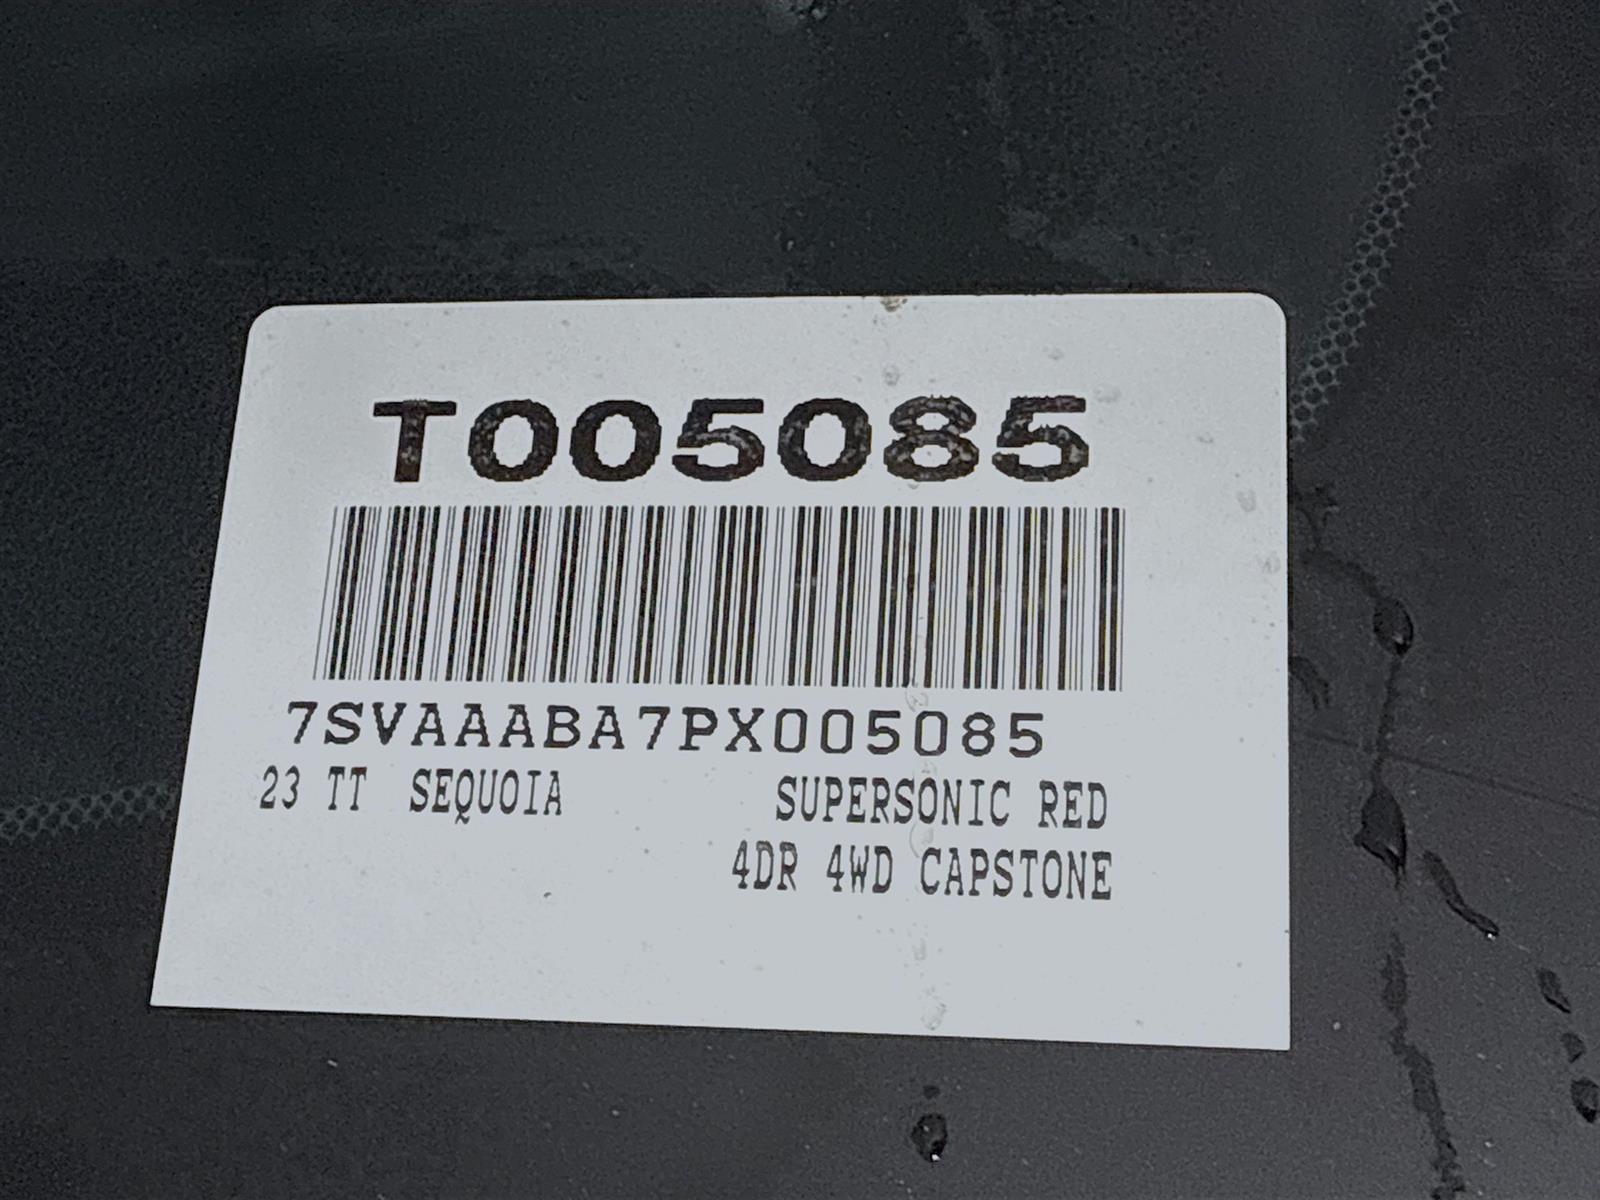 T005085
7SVAAABA7PX005085
23 TT SEQUOIA SUPERSONIC RED
4DR 4WD CAPSTONE